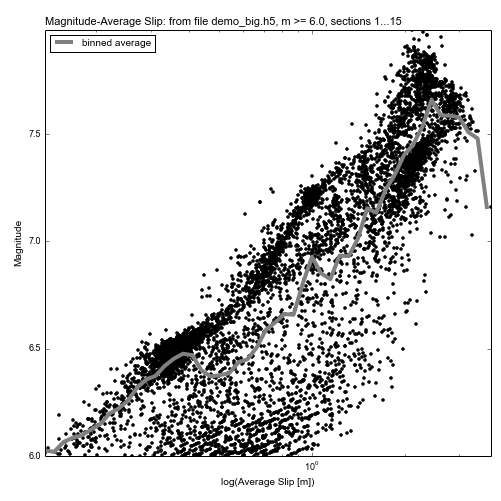 Magnitude-Average Slip: from file demo_big.h5, m >= 6.0, sections 1...15
binned average
7.5
7.0
6.5
6.0
Magnitude
10⁰
log(Average Slip [m])